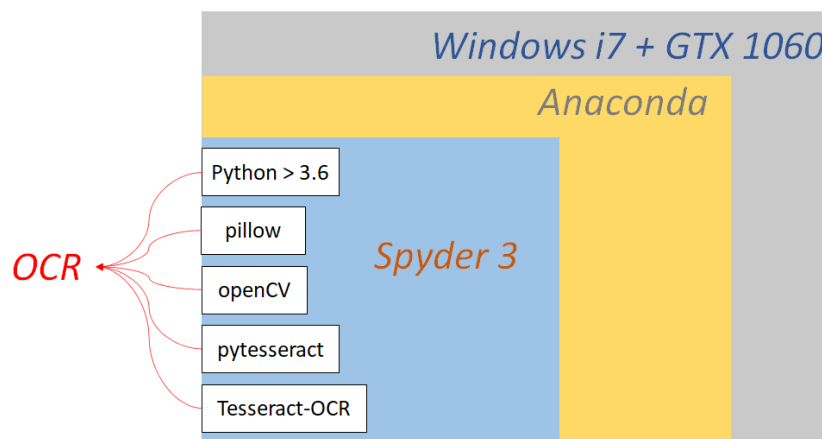 Windows i7 + GTX 1060
Anaconda
Python > 3.6
pillow
Spyder 3
OCR
openCV
pytesseract
Tesseract-OCR